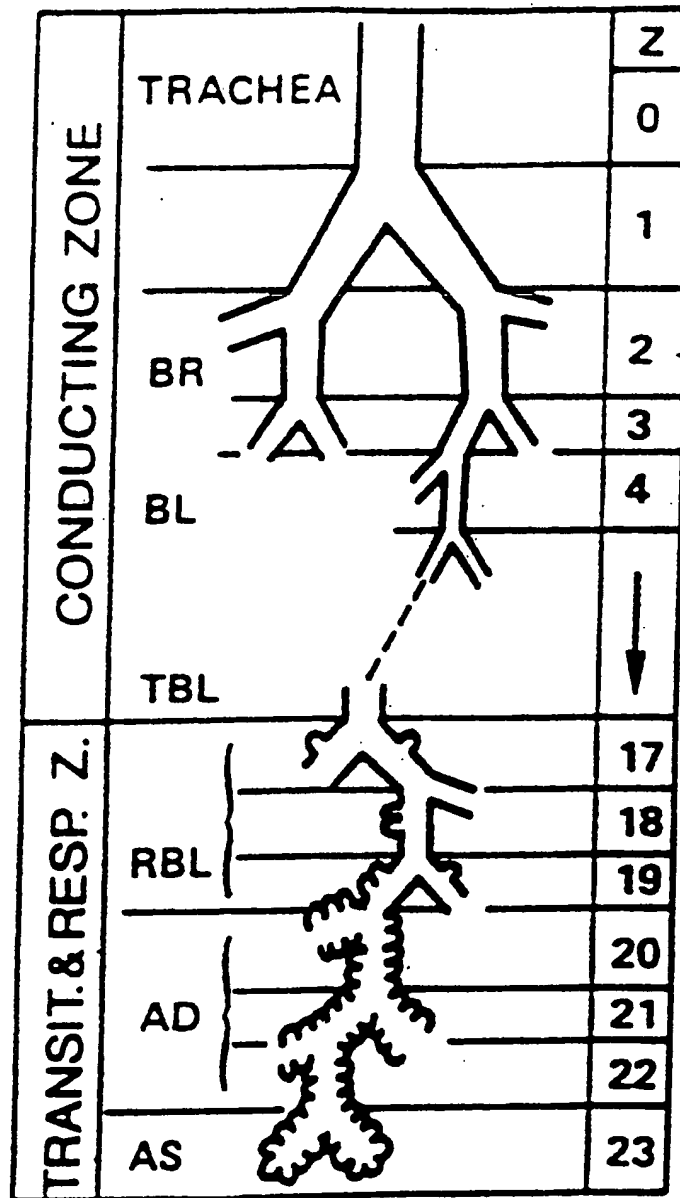 Z
TRACHEA
0
CONDUCTING ZONE
1
BR
2
3
BL
4
TBL
TRANSIT. & RESP. Z.
17
RBL
18
19
20
AD
21
22
AS
23